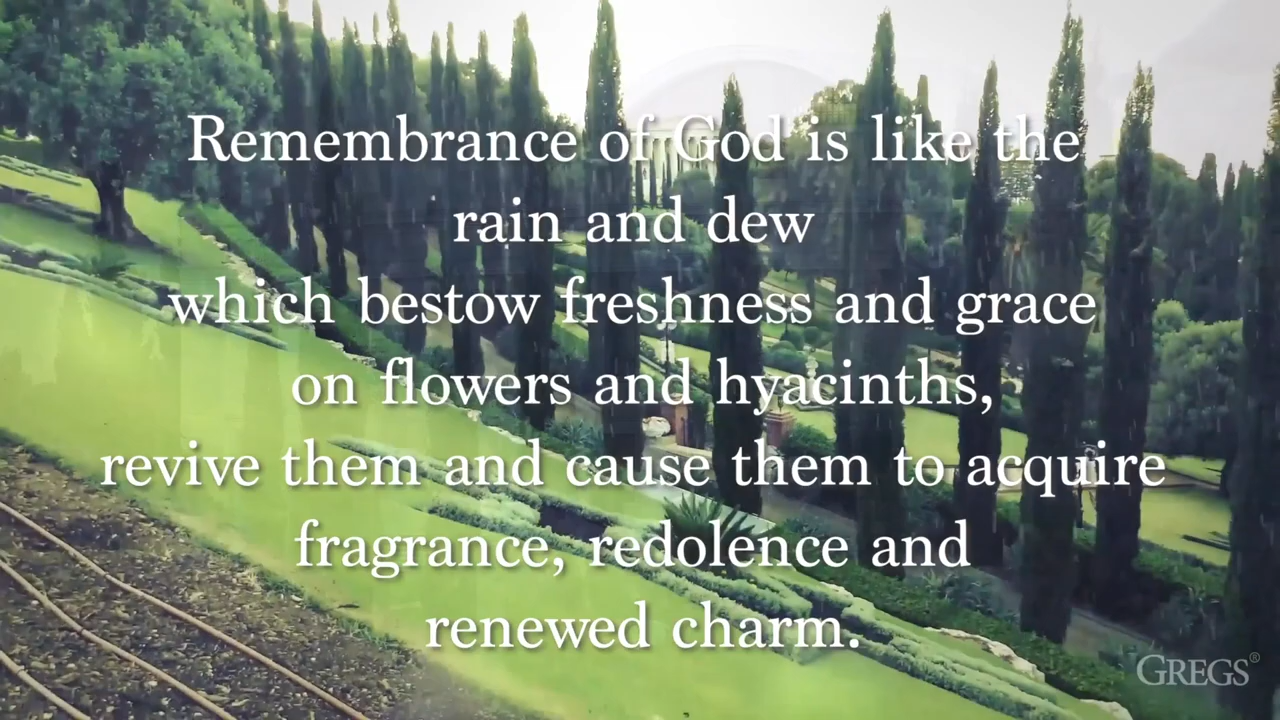 Remembrance of God is like the
rain and dew
which bestow freshness and grace
on flowers and hyacinths,
revive them and cause them to acquire
fragrance, redolence and
renewed charm.
GREGS®